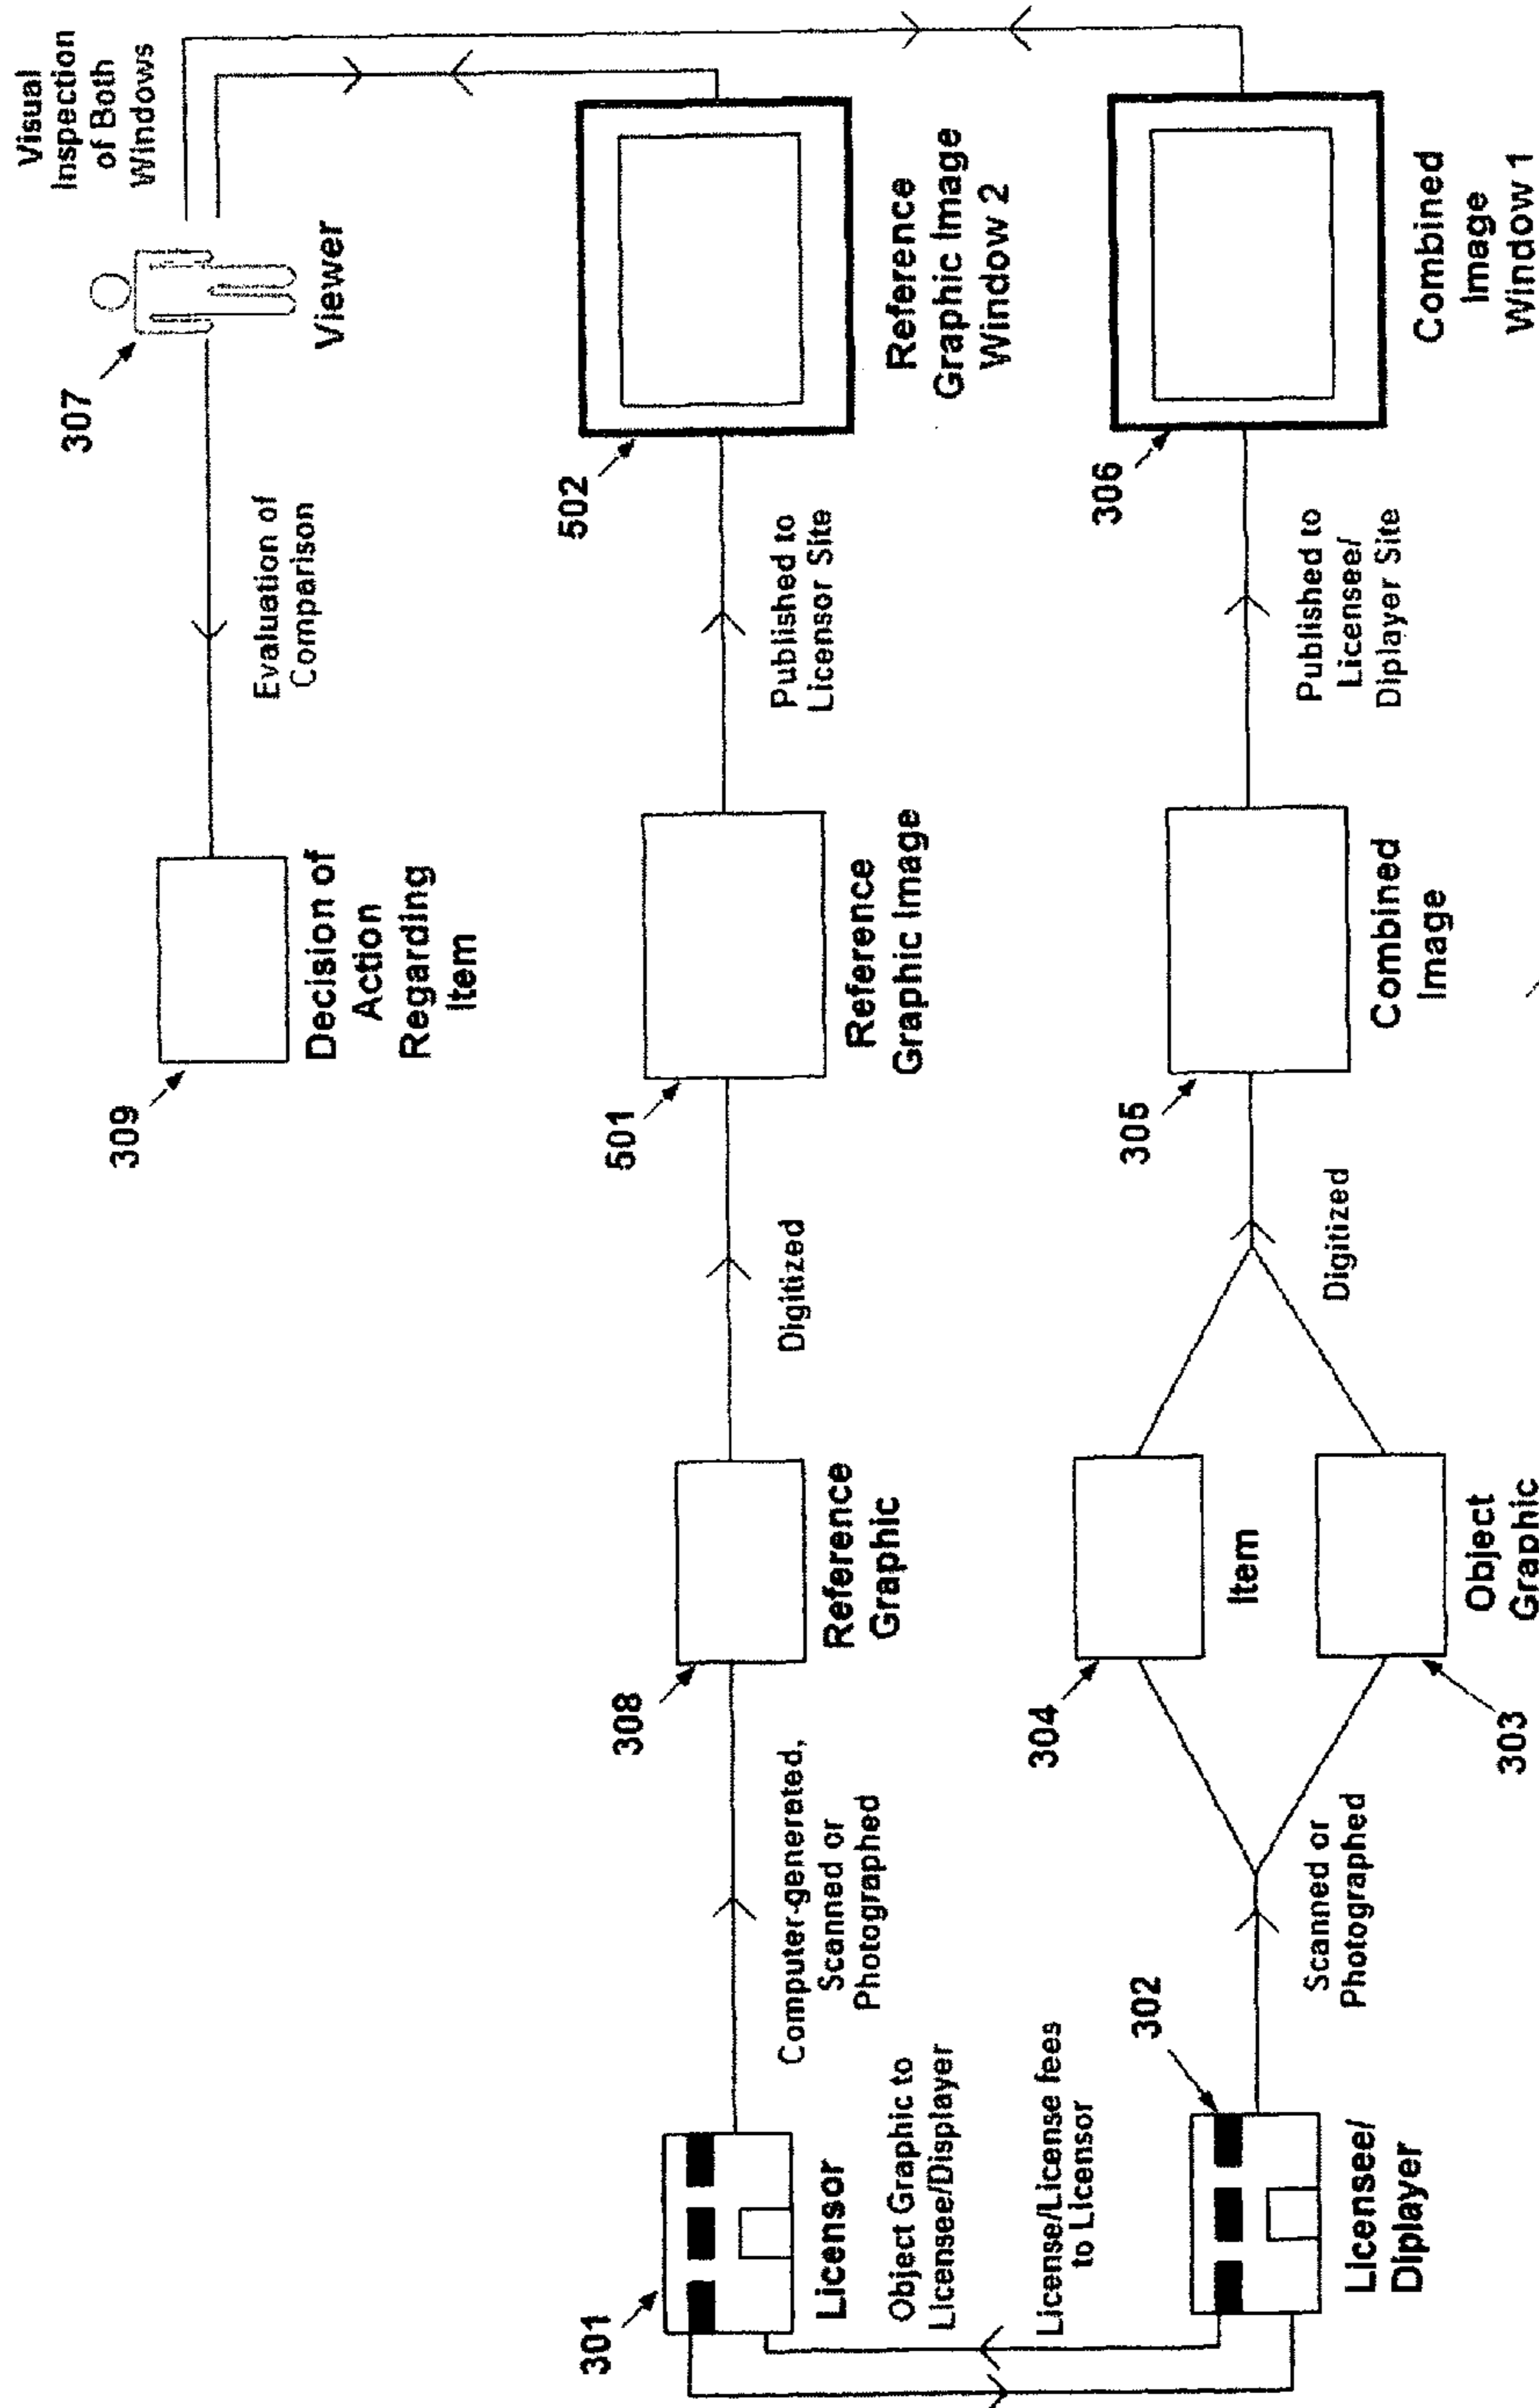 Visual
Inspection
of Both
Windows
307
Viewer
Evaluation of
Comparison
309
Decision of
Action
Regarding
Item
301
Licensor
Computer-generated,
Scanned or
Photographed
308
Reference
Graphic
Digitized
501
Reference
Graphic Image
Published to
Licensor Site
502
Reference
Graphic Image
Window 2
Object Graphic to
Licensee/Displayer
License/License fees
to Licensor
302
Licensee/
Diplayer
Scanned or
Photographed
304
Item
303
Object
Graphic
Digitized
305
Combined
Image
Published to
Licensee/
Diplayer Site
306
Combined
Image
Window 1